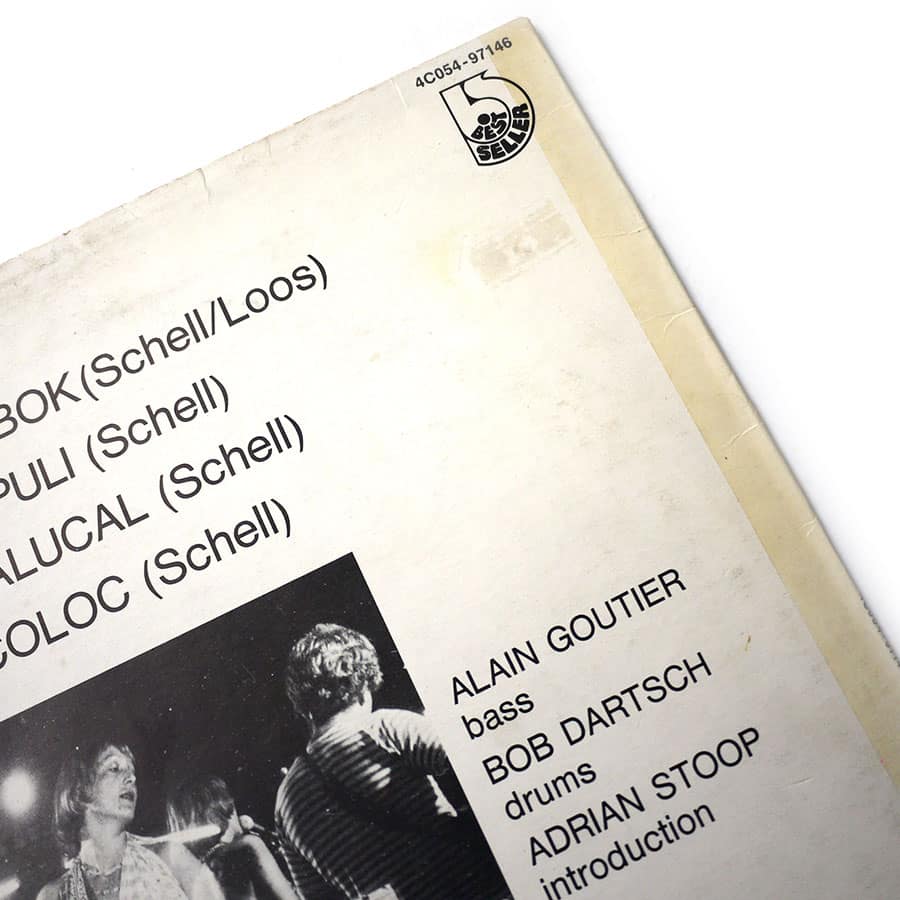 4C054-97146
BEST
SELLER
BOK (Schell/Loos)
PULI (Schell)
ALUCAL (Schell)
COLOC (Schell)
ALAIN GOUTIER
bass
BOB DARTSCH
drums
ADRIAN STOOP
introduction